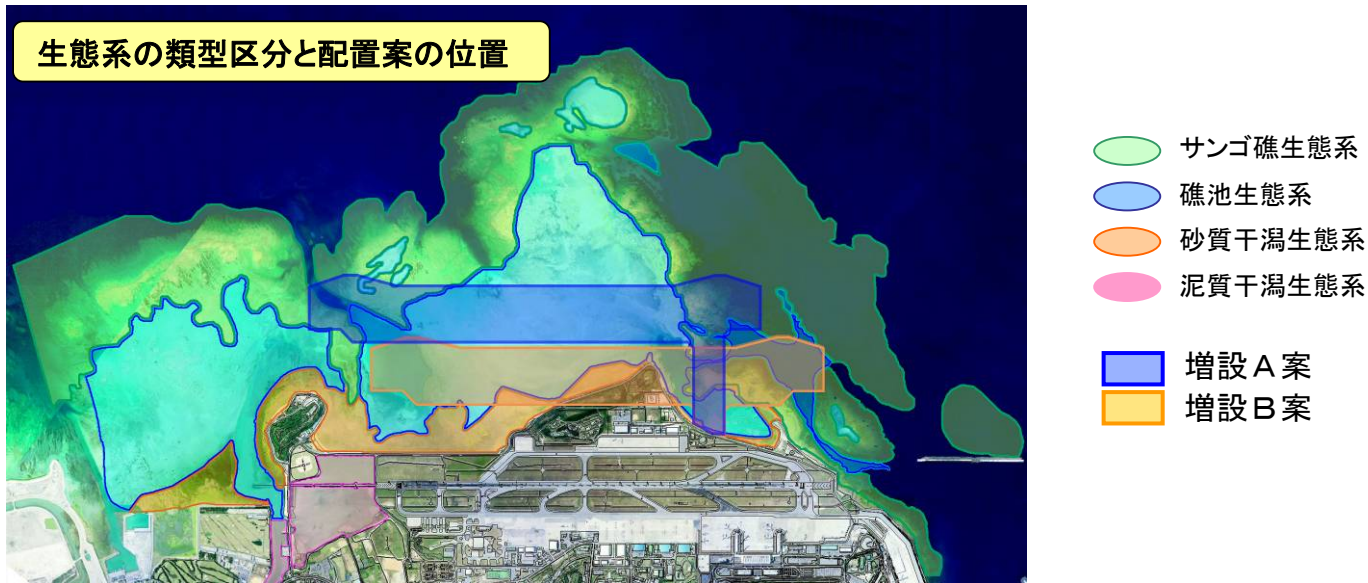 生態系の類型区分と配置案の位置
サンゴ礁生態系
礁池生態系
砂質干潟生態系
泥質干潟生態系
増設A案
増設B案